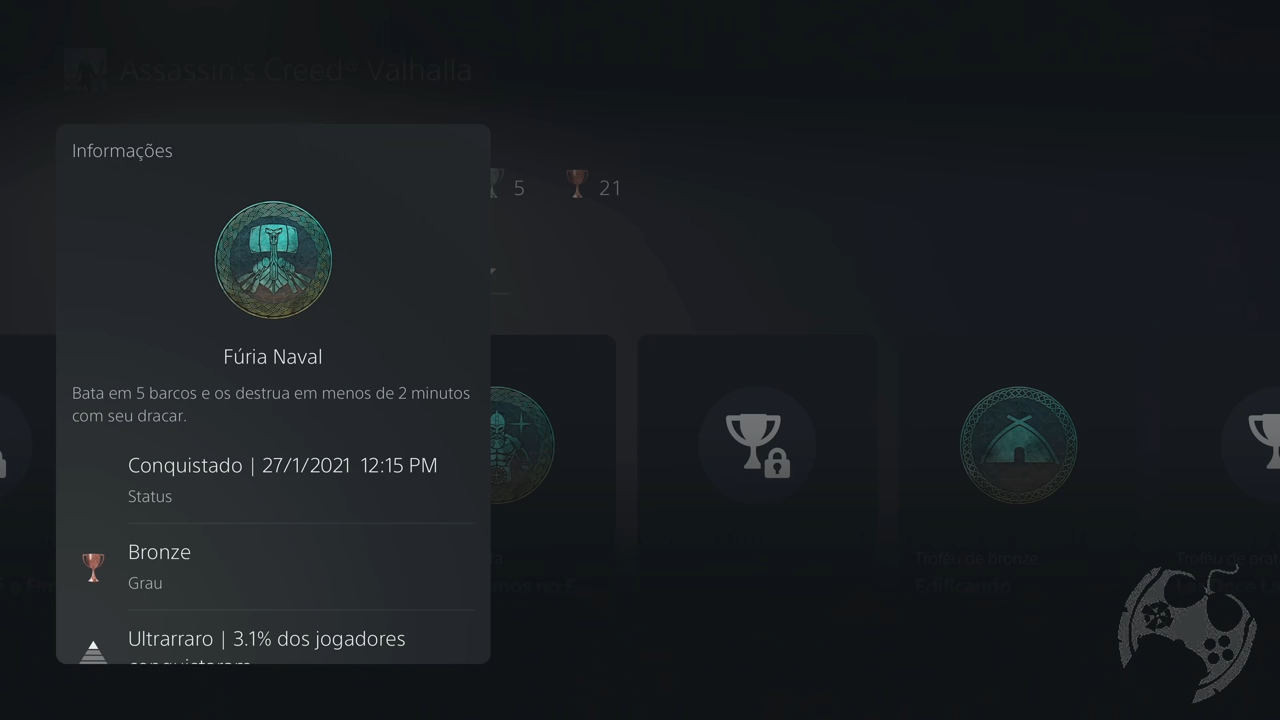 Assassin's Creed® Valhalla
Informações
5
21
Fúria Naval
Bata em 5 barcos e os destrua em menos de 2 minutos
com seu dracar.
Conquistado | 27/1/2021 12:15 PM
Status
Bronze
Grau
Ultrarraro | 3.1% dos jogadores
conquistaram
Troféu de bronze
Edificando